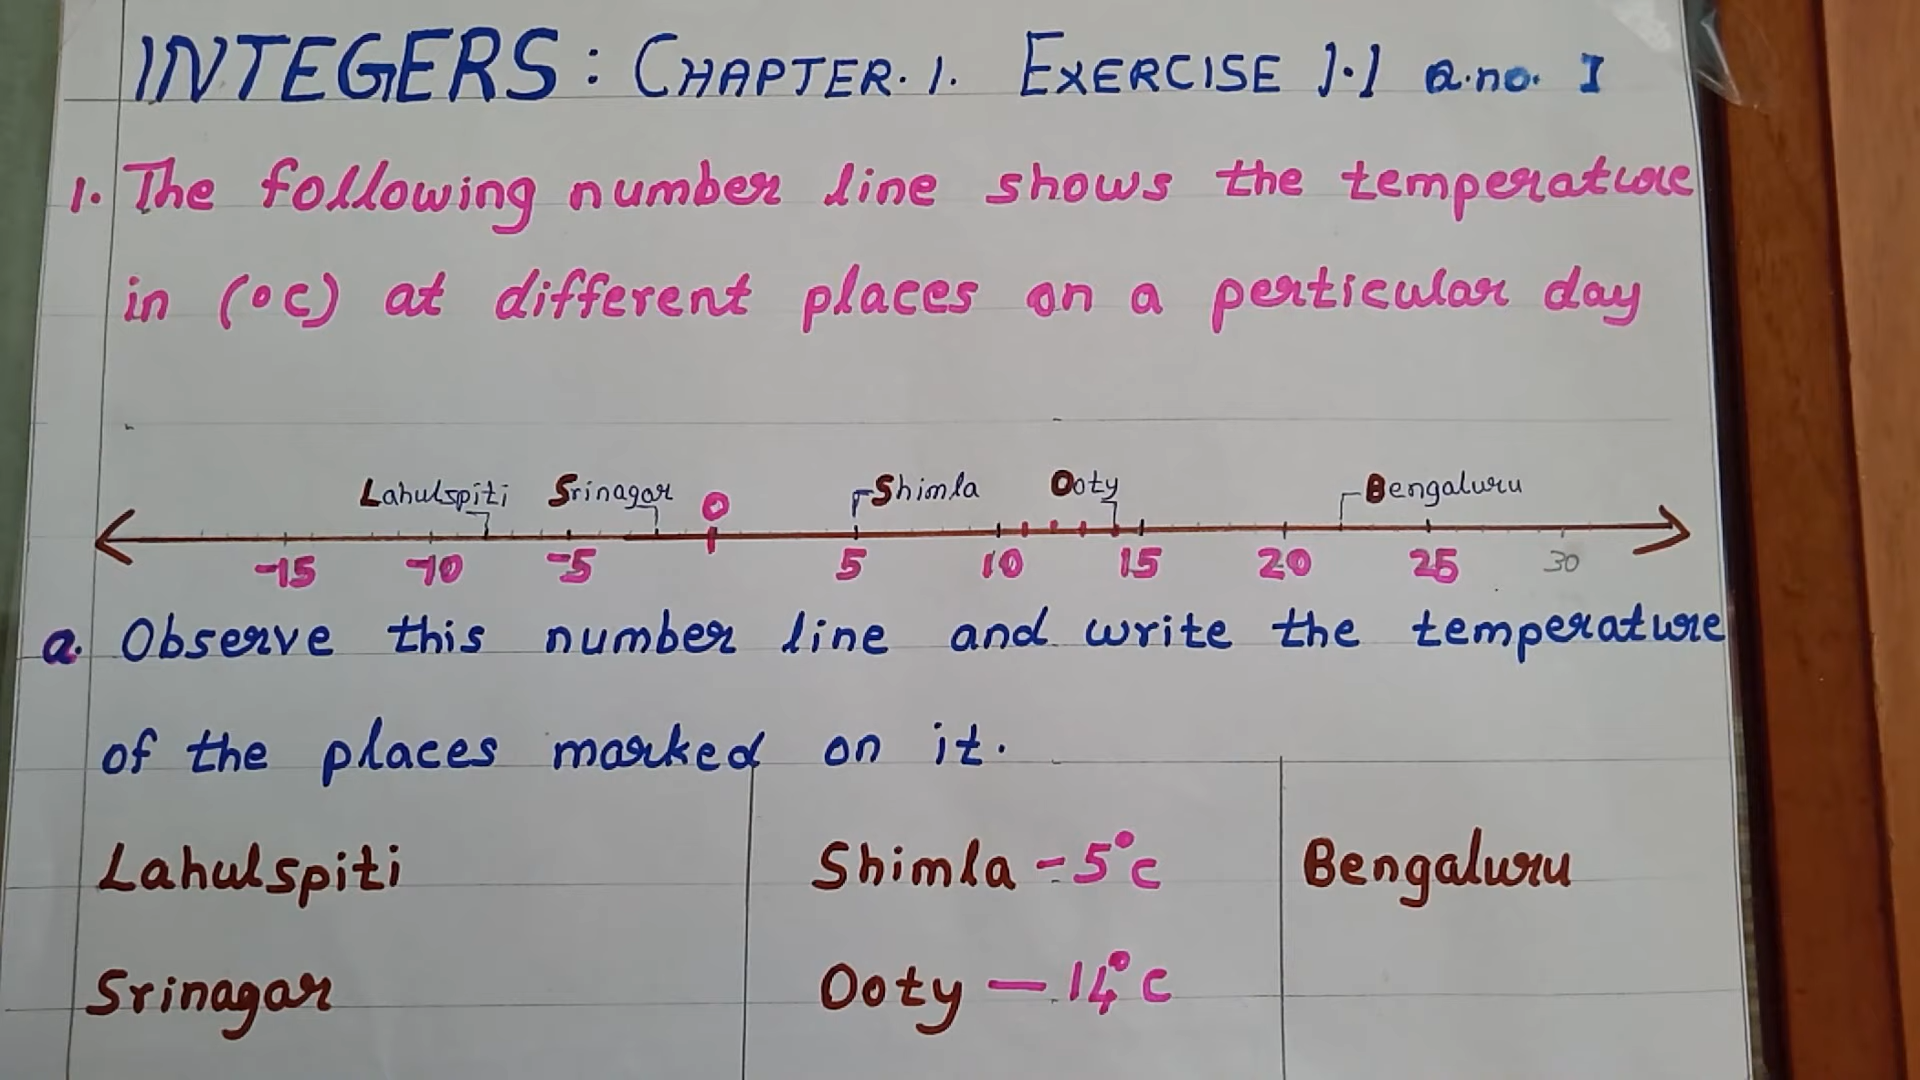 INTEGERS: CHAPTER. 1. EXERCISE 1.1 Q.no. I
1. The following number line shows the temperature
in (°C) at different places on a perticular day
Lahulspiti Srinagar 0 Shimla Ooty Bengaluru
-15 -10 -5 5 10 15 20 25 30
a. Observe this number line and write the temperature
of the places marked on it.
Lahulspiti Shimla - 5°C Bengaluru
Srinagar Ooty — 14°C